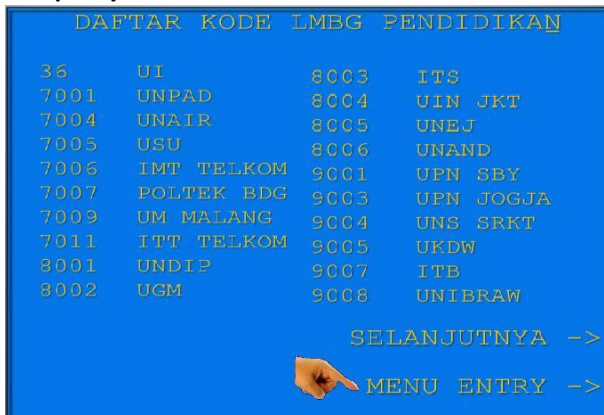 DAFTAR KODE LMBG PENDIDIKAN
36 UI
7001 UNPAD
7004 UNAIR
7005 USU
7006 IMT TELKOM
7007 POLTEK BDG
7009 UM MALANG
7011 ITT TELKOM
8001 UNDIP
8002 UGM
8003 ITS
8004 UIN JKT
8005 UNEJ
8006 UNAND
9001 UPN SBY
9003 UPN JOGJA
9004 UNS SRKT
9005 UKDW
9007 ITB
9008 UNIBRAW
SELANJUTNYA ->
MENU ENTRY ->